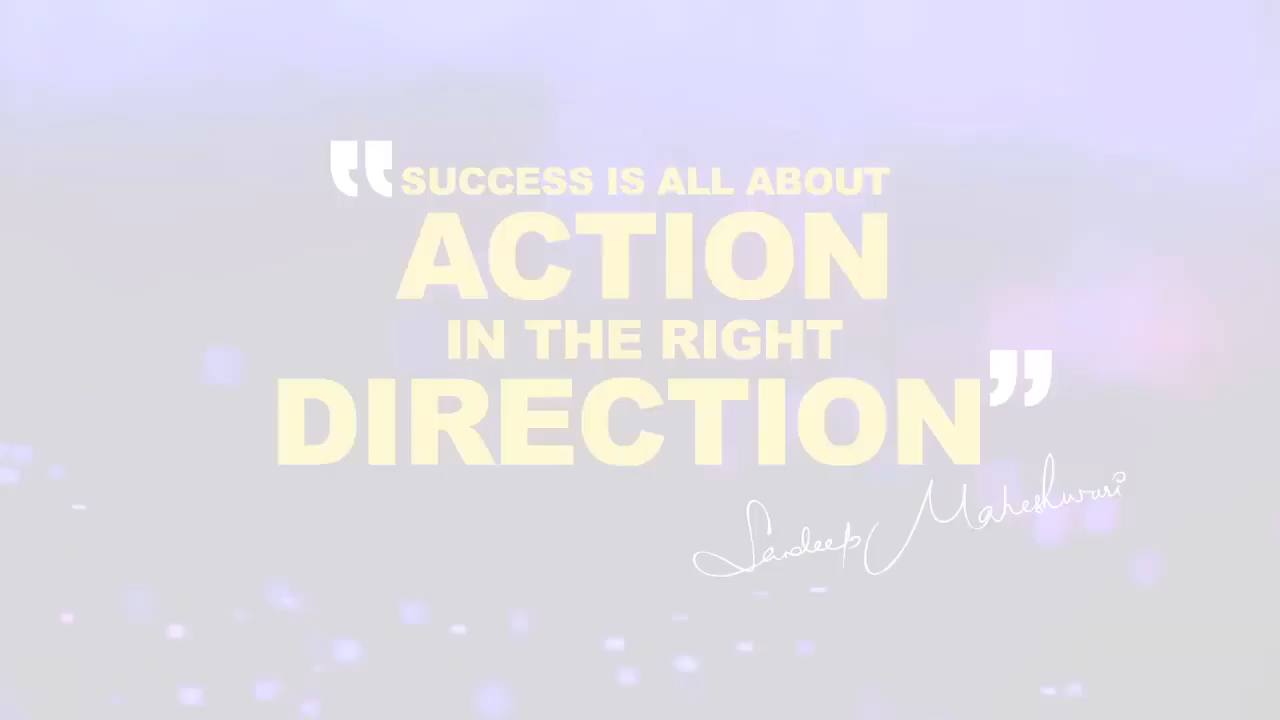 “SUCCESS IS ALL ABOUT
ACTION
IN THE RIGHT
DIRECTION”
Sandeep Maheshwari